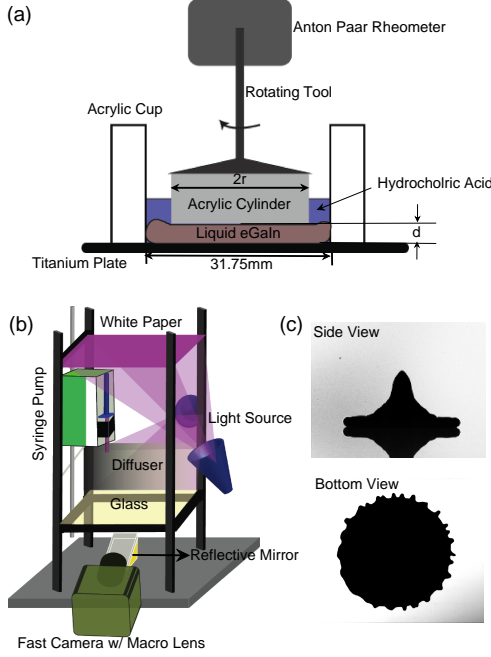 (a)
Anton Paar Rheometer
Rotating Tool
Acrylic Cup
2r
Hydrocholric Acid
Acrylic Cylinder
Liquid eGaIn
d
Titanium Plate
31.75mm
(b)
White Paper
Syringe Pump
Light Source
Diffuser
Glass
Reflective Mirror
Fast Camera w/ Macro Lens
(c)
Side View
Bottom View